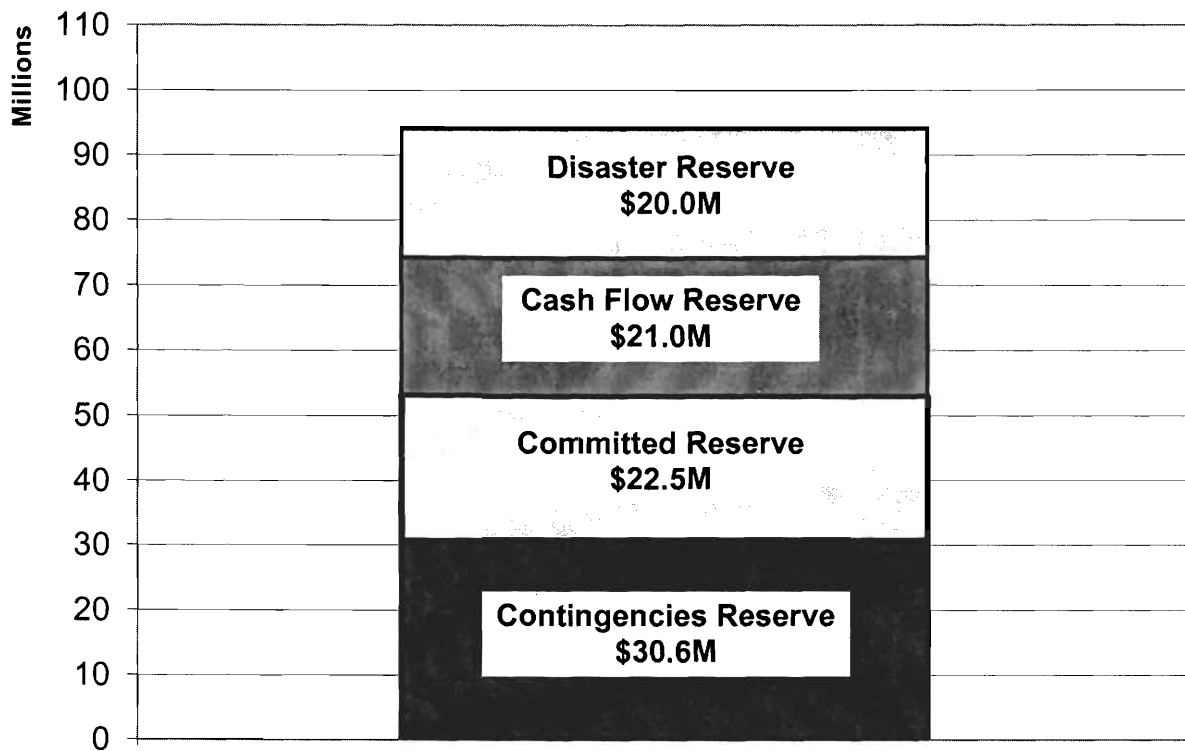 Millions
110
100
90
80
70
60
50
40
30
20
10
0
Disaster Reserve
$20.0M
Cash Flow Reserve
$21.0M
Committed Reserve
$22.5M
Contingencies Reserve
$30.6M